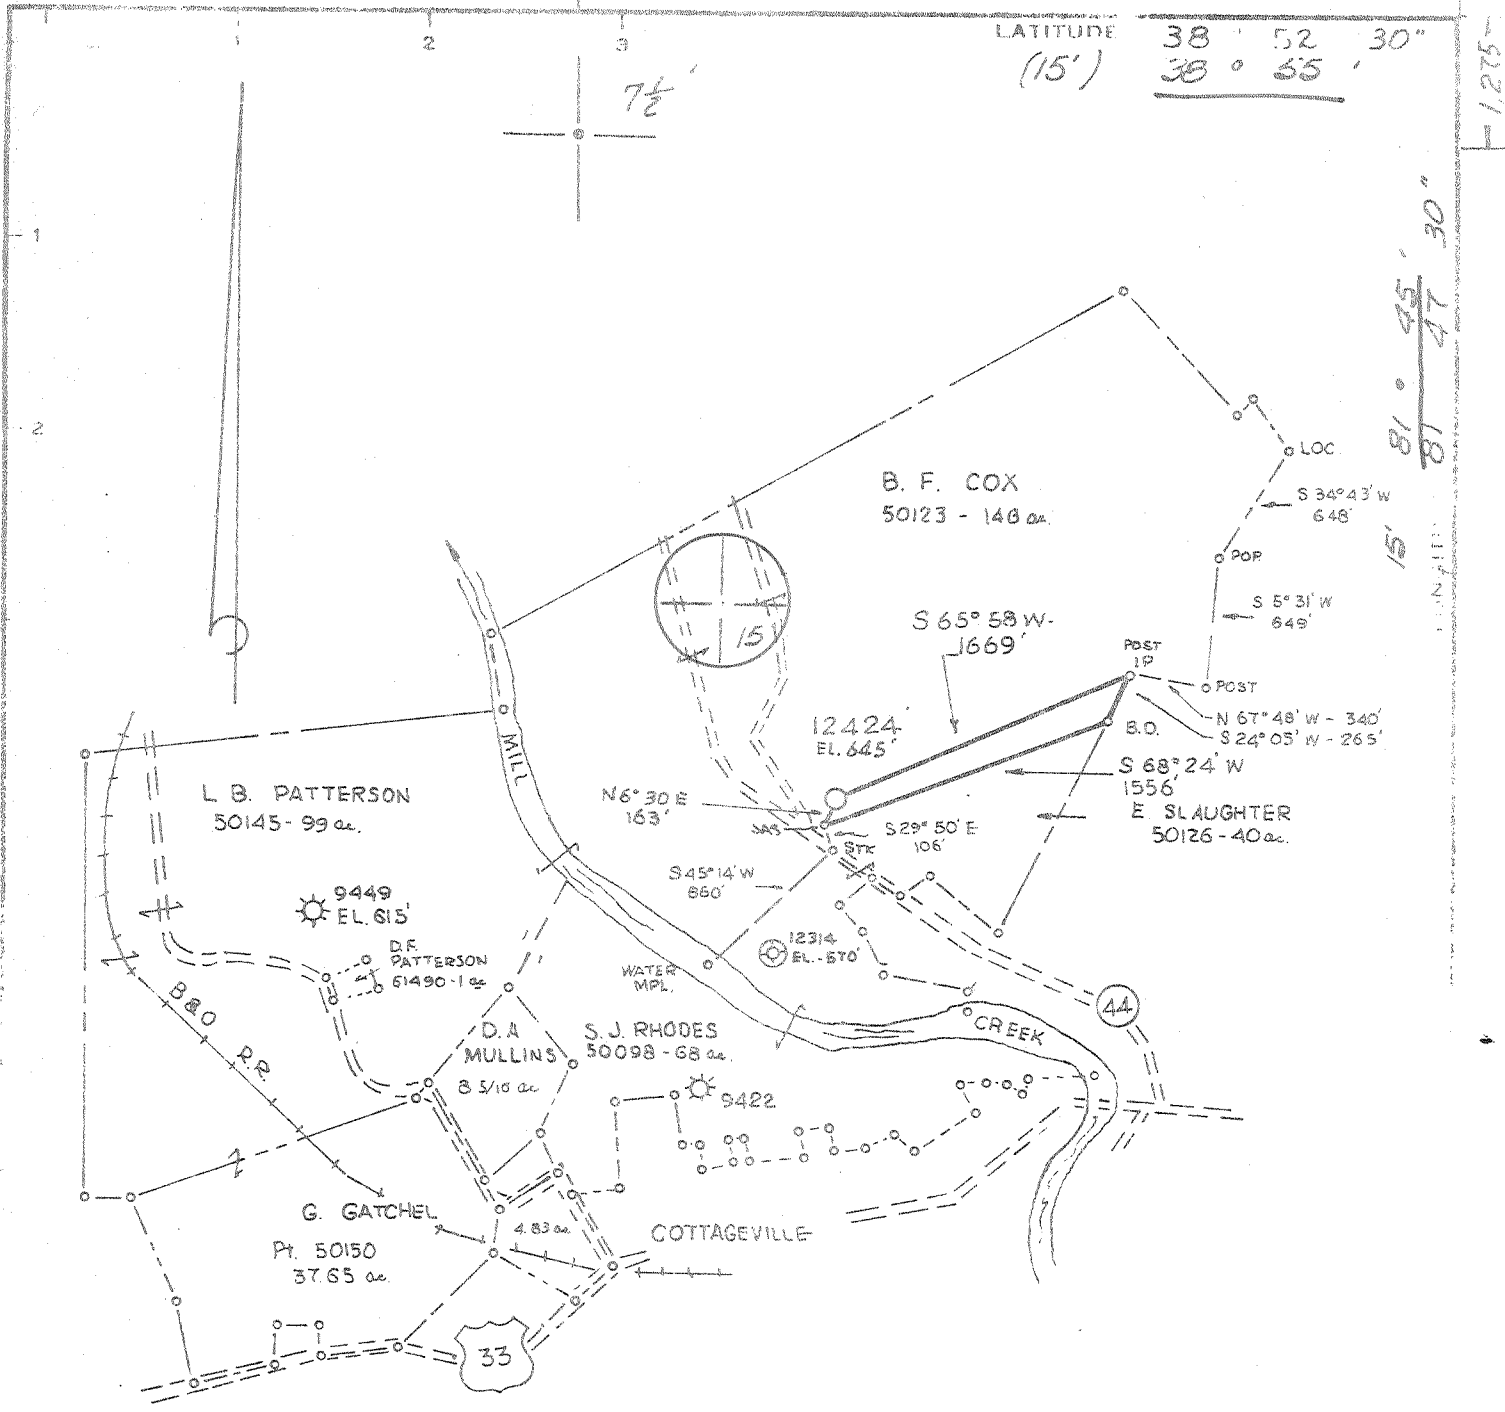 LATITUDE 38 52 30"
(15') 38 ° 55 '
1.275
1 2 3
7 1/2 '
1
2
81 ° 45 '
81 47 30"
15'
B. F. COX
50123 - 146 ac.
LOC.
S 34°43' W
648'
POP.
S 5° 31' W
649'
15
S 65° 58 W-
1669'
POST
IP
POST
N 67° 48' W - 340'
S 24° 05' W - 265'
B.O.
12424
EL. 645'
S 68° 24' W
1556'
MILL
L. B. PATTERSON
50145 - 99 ac.
N 6° 30 E
163'
E. SLAUGHTER
50126 - 40 ac.
S 29° 50' E
106'
STK
S 45° 14' W
860'
9449
EL. 615'
D.F.
PATTERSON
61490 - 1 ac
12314
EL. - 570'
WATER
MPL.
B&O
R.R.
44
CREEK
D. A
MULLINS
8 5/10 ac
S. J. RHODES
50098 - 68 ac.
9422
G. GATCHEL
Pt. 50150
37.65 ac.
4.83 ac.
COTTAGEVILLE
33